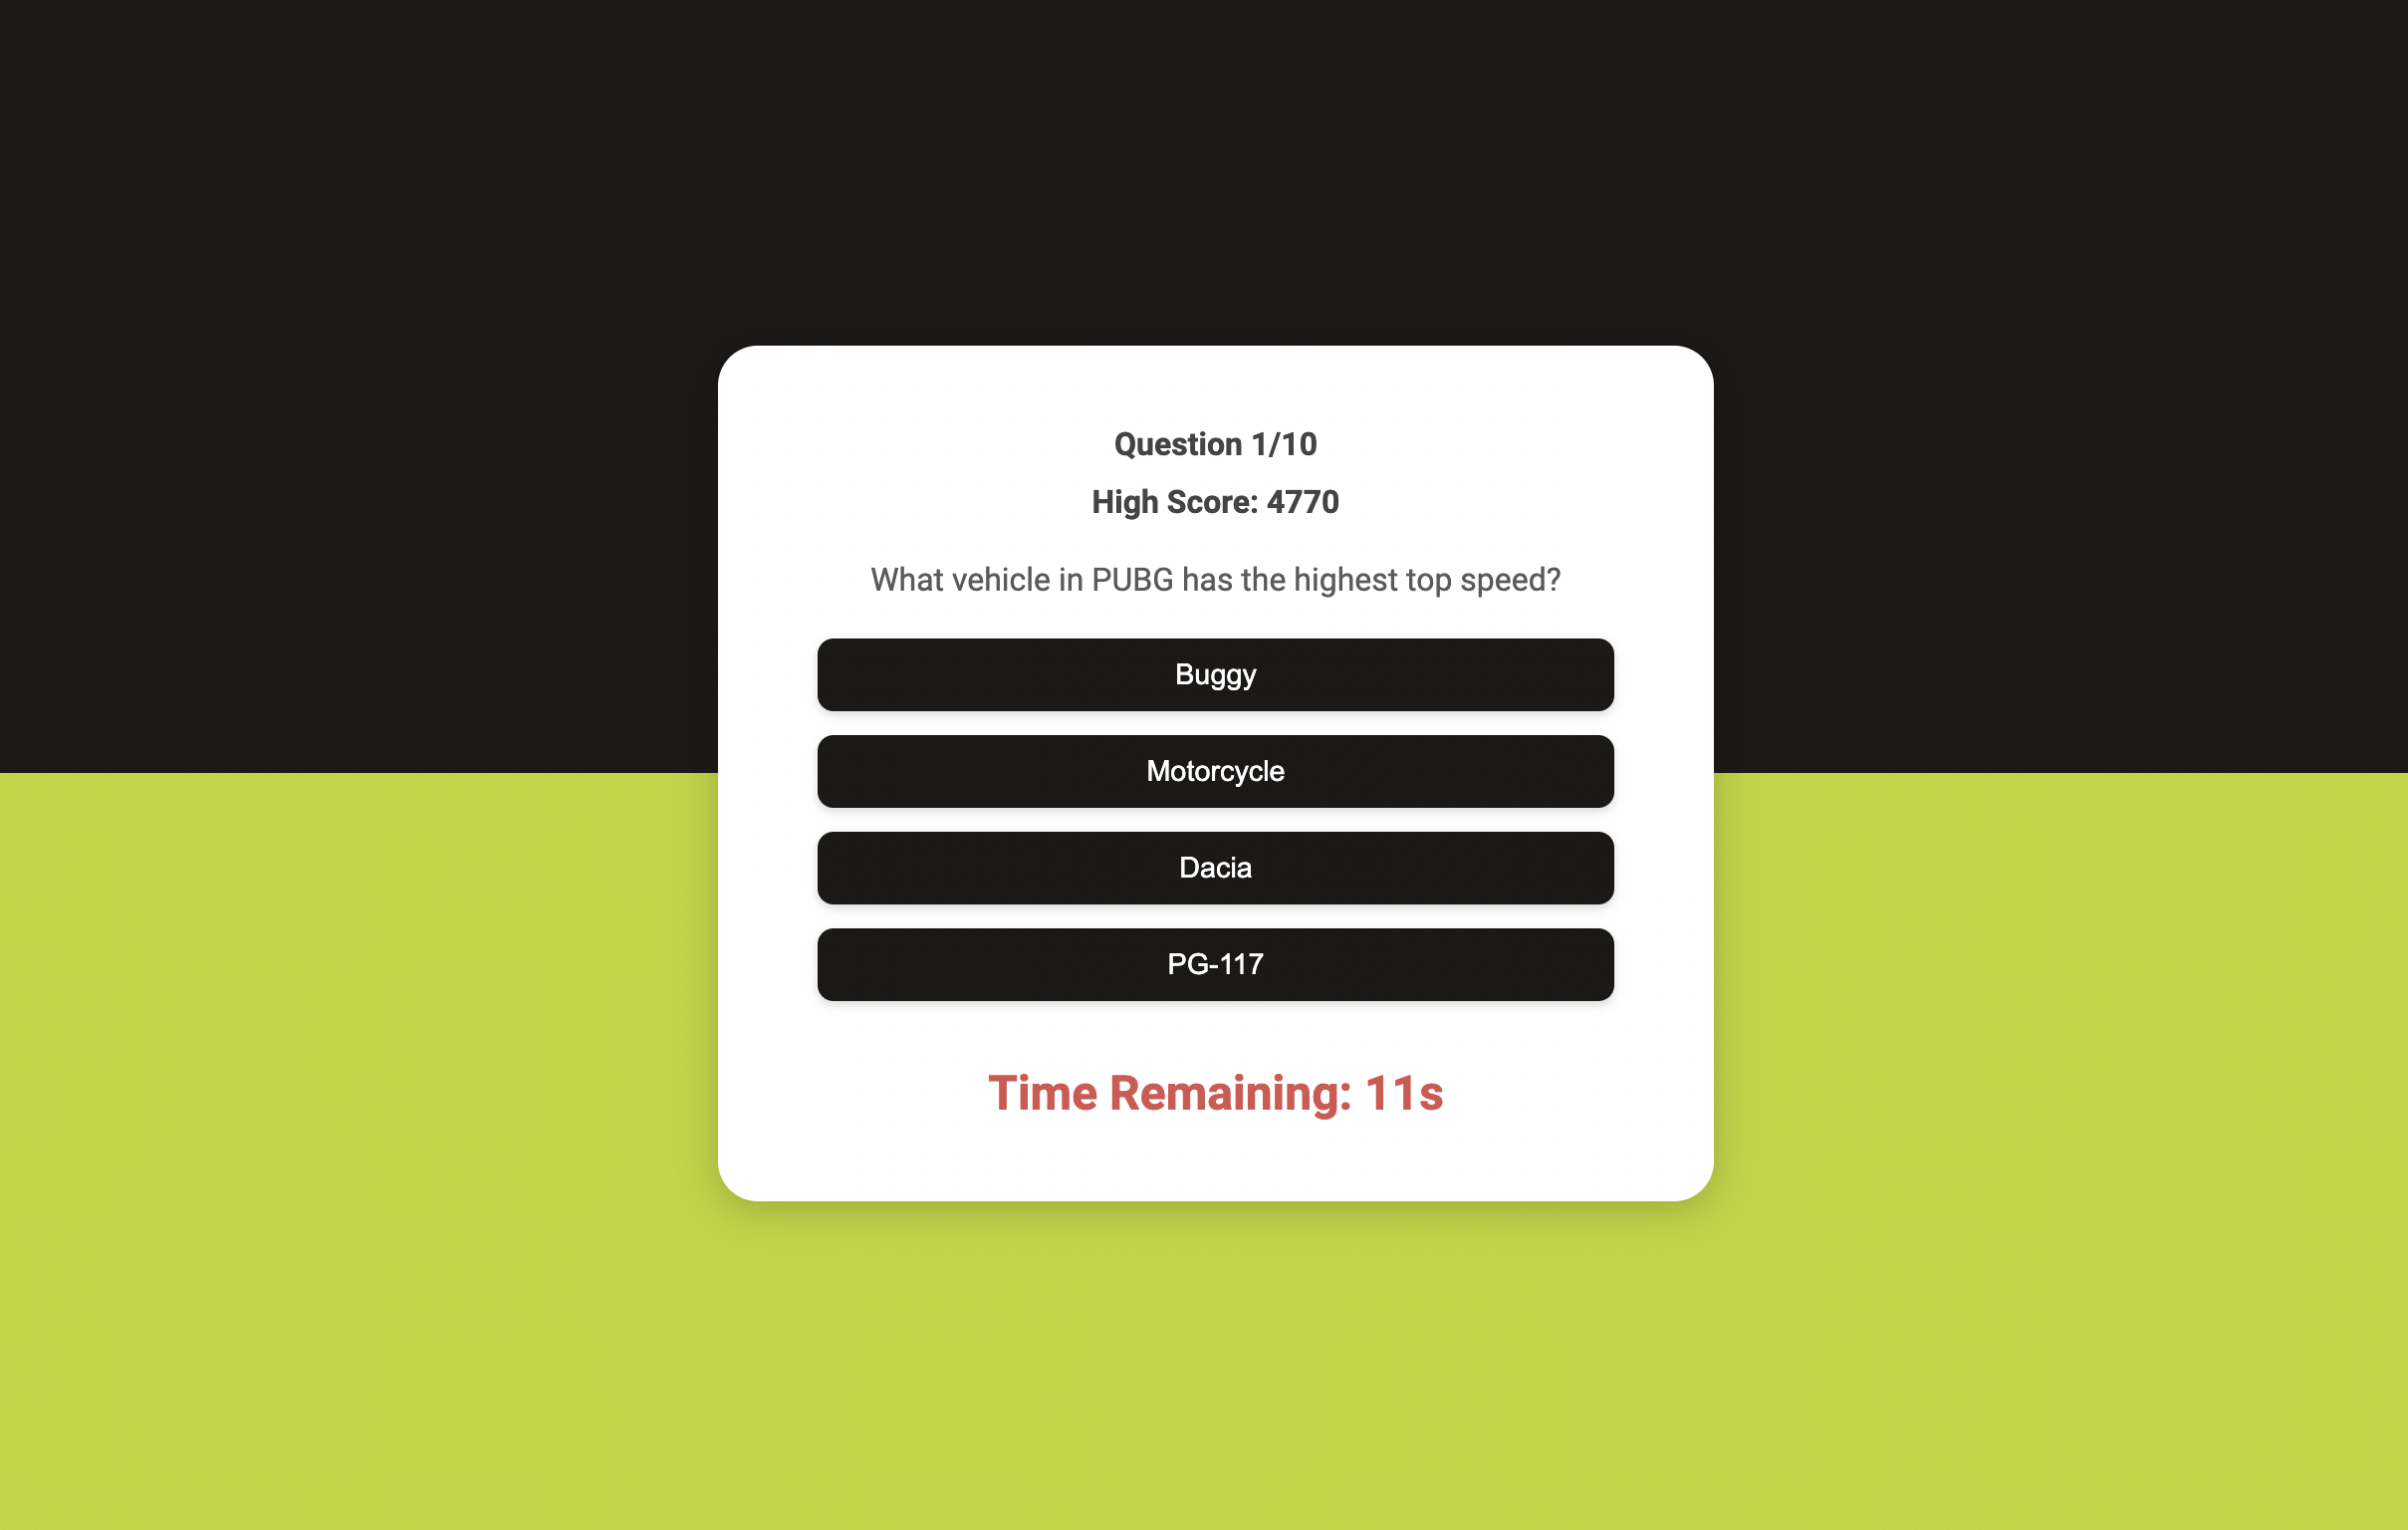 Question 1/10
High Score: 4770
What vehicle in PUBG has the highest top speed?
Buggy
Motorcycle
Dacia
PG-117
Time Remaining: 11s